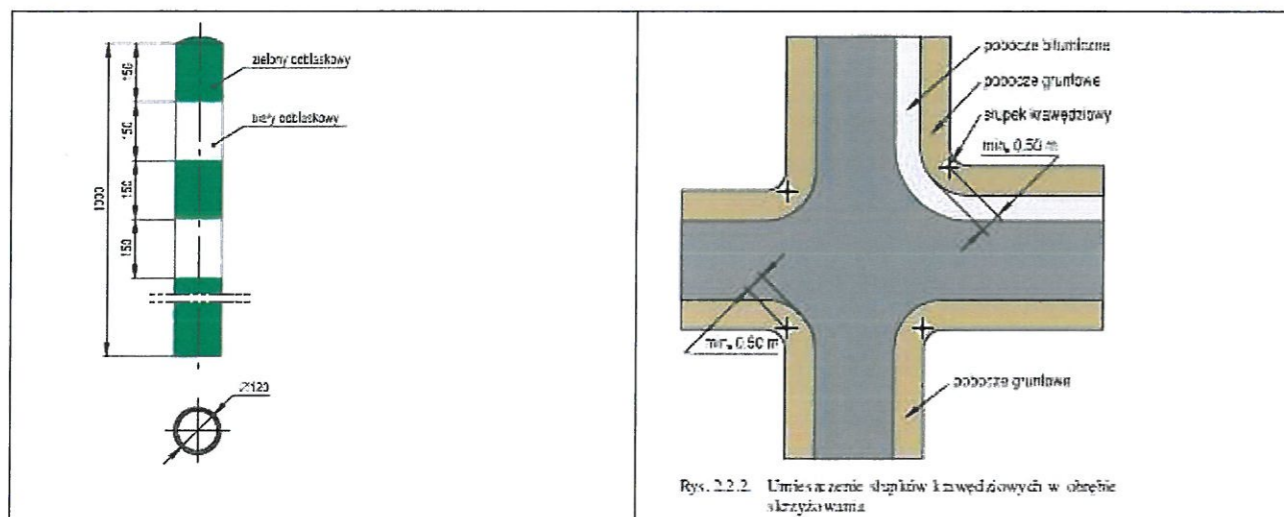 zielony odblaskowy
biały odblaskowy
150
150
150
150
1000
Ø120
pobocze bitumiczne
pobocze gruntowe
słupek krawędziowy
min. 0,50 m
min. 0,50 m
pobocze gruntowe
Rys. 2.2.2. Umieszczenie słupków krawędziowych w obrębie
skrzyżowania